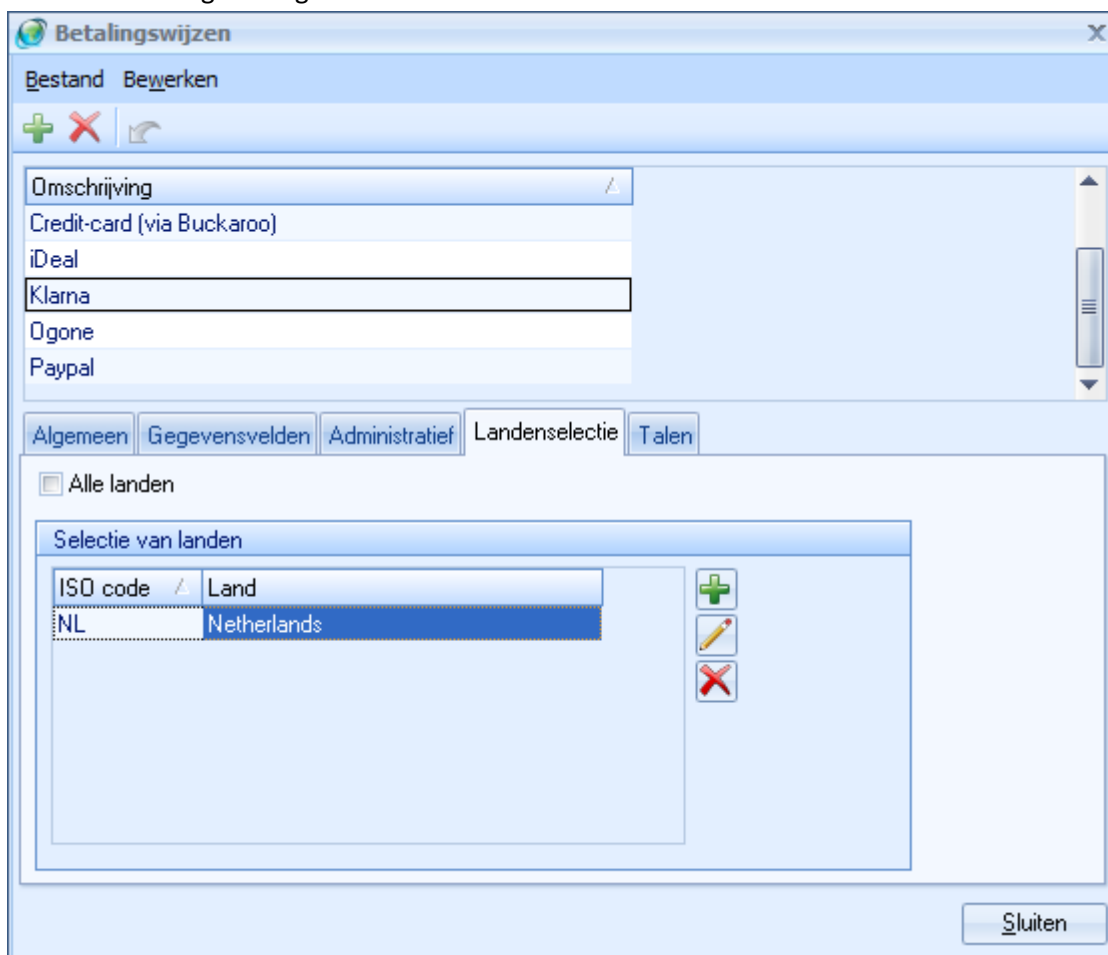 Betalingswijzen
Bestand Bewerken
Omschrijving
Credit-card (via Buckaroo)
iDeal
Klarna
Ogone
Paypal
Algemeen Gegevensvelden Administratief Landenselectie Talen
Alle landen
Selectie van landen
ISO code Land
NL Netherlands
Sluiten